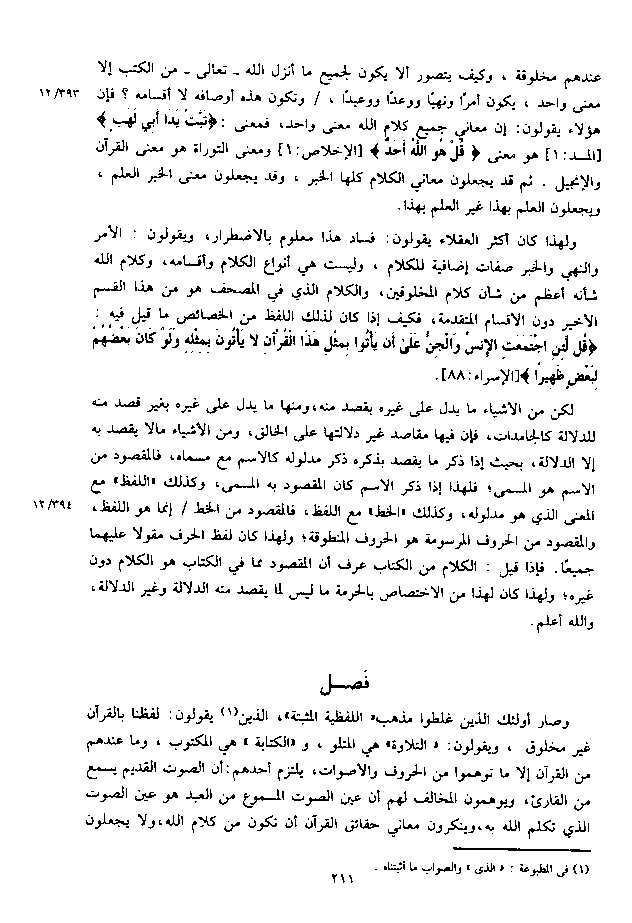 عندهم مخلوقة ، وكيف يتصور ألا يكون لجميع ما أنزل الله ـ تعالى ـ من الكتب إلا
١٢/٣٩٣ معنى واحد ، يكون أمرًا ونهيًا ووعدًا ووعيدًا ، / وتكون هذه أوصافه لا أقسامه ؟ فإن
هؤلاء يقولون: إن معاني جميع كلام الله معنى واحد، فمعنى :﴿تَبَّتْ يَدَا أَبِي لَهَبٍ﴾
[المسد:١] هو معنى ﴿ قُلْ هُوَ اللَّهُ أَحَدٌ ﴾ [الإخلاص:١] ومعنى التوراة هو معنى القرآن
والإنجيل . ثم قد يجعلون معاني الكلام كلها الخبر ، وقد يجعلون معنى الخبر العلم ،
ويجعلون العلم بهذا غير العلم بهذا.
ولهذا كان أكثر العقلاء يقولون: فساد هذا معلوم بالاضطرار، ويقولون : الأمر
والنهي والخبر صفات إضافية للكلام ، وليست هي أنواع الكلام وأقسامه، وكلام الله
شأنه أعظم من شأن كلام المخلوقين، والكلام الذي في المصحف هو من هذا القسم
الأخير دون الأقسام المتقدمة، فكيف إذا كان لذلك اللفظ من الخصائص ما قيل فيه :
﴿قُل لَّئِنِ اجْتَمَعَتِ الإِنسُ وَالْجِنُّ عَلَىٰ أَن يَأْتُوا بِمِثْلِ هَذَا الْقُرْآنِ لا يَأْتُونَ بِمِثْلِهِ وَلَوْ كَانَ بَعْضُهُمْ
لِبَعْضٍ ظَهِيرًا ﴾[الإسراء:٨٨].
لكن من الأشياء ما يدل على غيره بقصد منه،ومنها ما يدل على غيره بغير قصد منه
للدلالة كالجامدات، فإن فيها مقاصد غير دلالتها على الخالق، ومن الأشياء مالا يقصد به
إلا الدلالة، بحيث إذا ذكر ما يقصد بذكره ذكر مدلوله كالاسم مع مسماه، فالمقصود من
الاسم هو المسمى؛ فلهذا إذا ذكر الاسم كان المقصود به المسمى، وكذلك «اللفظ» مع
١٢/٣٩٤ المعنى الذي هو مدلوله، وكذلك «الخط» مع اللفظ، فالمقصود من الخط / إنما هو اللفظ،
والمقصود من الحروف المرسومة هو الحروف المنطوقة؛ ولهذا كان لفظ الحرف مقولا عليهما
جميعًا. فإذا قيل : الكلام من الكتاب عرف أن المقصود مما في الكتاب هو الكلام دون
غيره؛ ولهذا كان لهذا من الاختصاص بالحرمة ما ليس لما يقصد منه الدلالة وغير الدلالة،
والله أعلم.
فَصــل
وصار أولئك الذين غلطوا مذهب«اللفظية المثبتة»، الذين(١) يقولون: لفظنا بالقرآن
غير مخلوق ، ويقولون: « التلاوة» هي المتلو ، و «الكتابة» هي المكتوب ، وما عندهم
من القرآن إلا ما توهموا من الحروف والأصوات، يلتزم أحدهم:أن الصوت القديم يسمع
من القارئ، ويوهمون المخالف لهم أن عين الصوت المسموع من العبد هو عين الصوت
الذي تكلم الله به،وينكرون معاني حقائق القرآن أن تكون من كلام الله،ولا يجعلون
(١) في المطبوعة : « الذى » والصواب ما أثبتناه .
٢١١